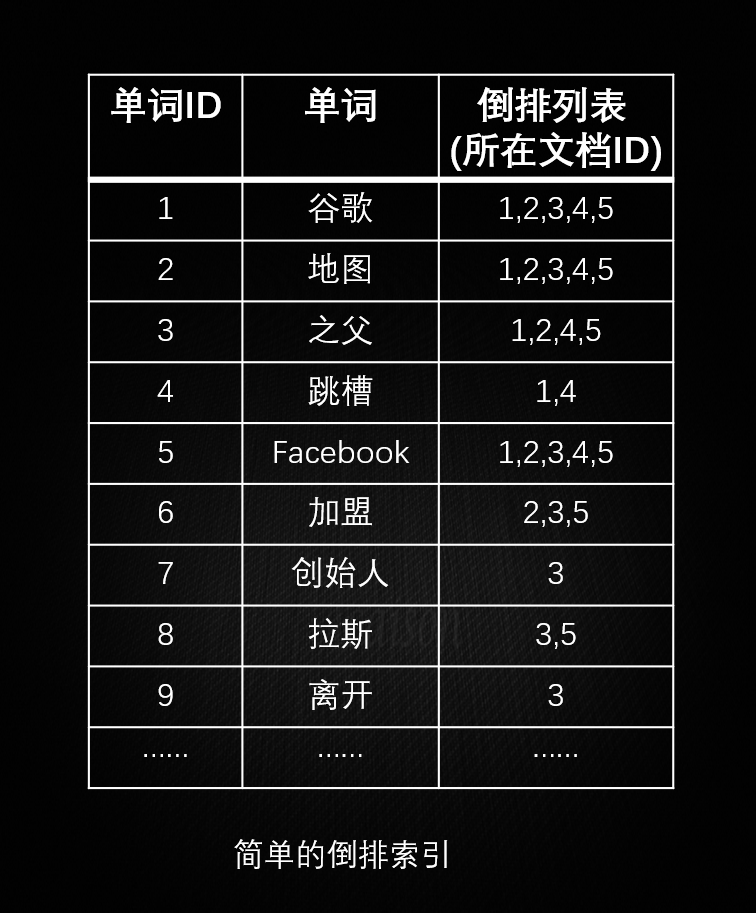 单词ID 单词 倒排列表
(所在文档ID)
1 谷歌 1,2,3,4,5
2 地图 1,2,3,4,5
3 之父 1,2,4,5
4 跳槽 1,4
5 Facebook 1,2,3,4,5
6 加盟 2,3,5
7 创始人 3
8 拉斯 3,5
9 离开 3
…… …… ……
简单的倒排索引